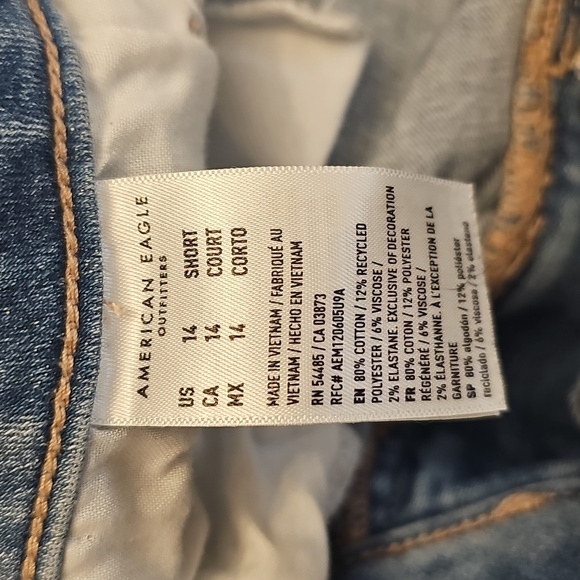 AMERICAN EAGLE
OUTFITTERS
US 14 SHORT
CA 14 COURT
MX 14 CORTO
MADE IN VIETNAM / FABRIQUÉ AU
VIETNAM / HECHO EN VIETNAM
RN 54485 / CA 03873
RFC# AEM120605U9A
EN 80% COTTON / 12% RECYCLED
POLYESTER / 6% VISCOSE /
2% ELASTANE. EXCLUSIVE OF DECORATION
FR 80% COTON / 12% POLYESTER
RÉGÉNÉRÉ / 6% VISCOSE /
2% ÉLASTHANNE. À L'EXCEPTION DE LA
GARNITURE
SP 80% algodón / 12% poliéster
reciclado / 6% viscosa / 2% elastano